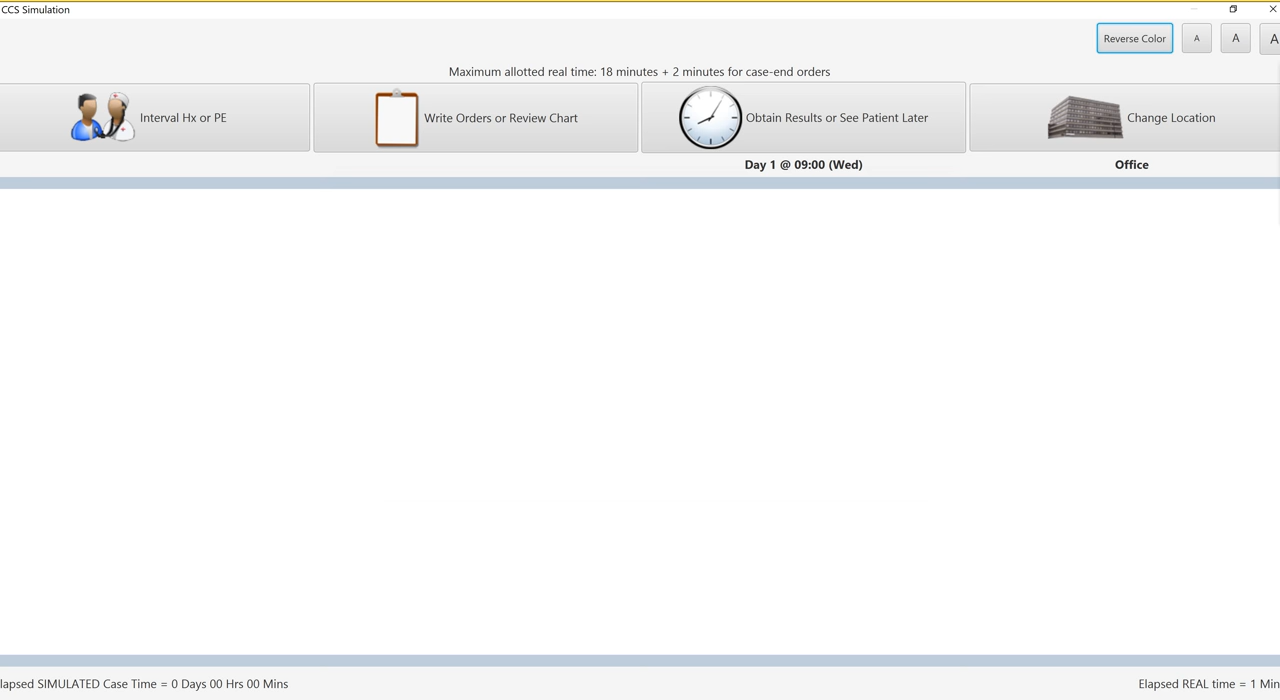 CCS Simulation
Reverse Color A A A
Maximum allotted real time: 18 minutes + 2 minutes for case-end orders
Interval Hx or PE Write Orders or Review Chart Obtain Results or See Patient Later Change Location
Day 1 @ 09:00 (Wed) Office
lapsed SIMULATED Case Time = 0 Days 00 Hrs 00 Mins Elapsed REAL time = 1 Min